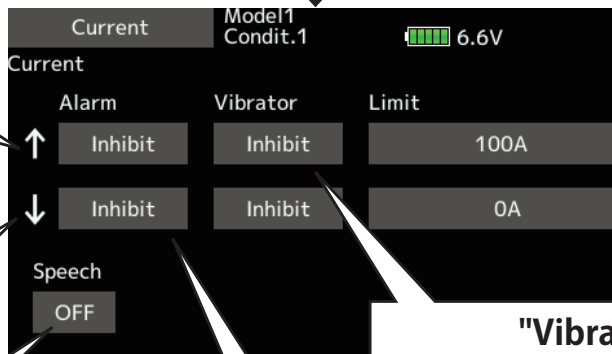 Current
Model1
Condit.1
6.6V
Current
Alarm Vibrator Limit
↑ Inhibit Inhibit 100A
↓ Inhibit Inhibit 0A
Speech
OFF
"Vibra